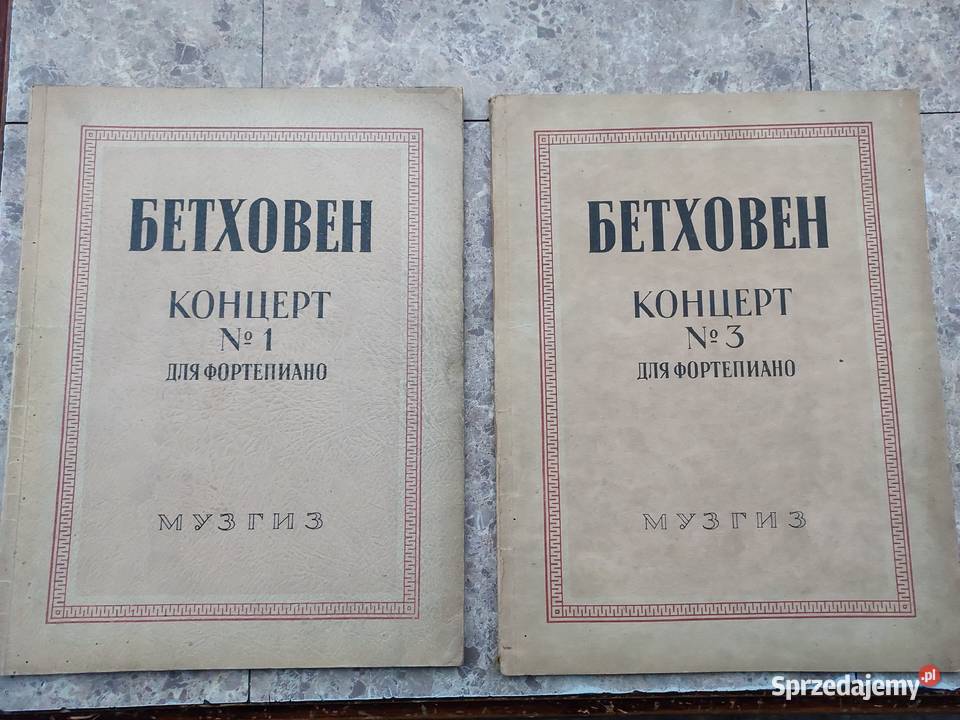 БЕТХОВЕН
КОНЦЕРТ
№ 1
ДЛЯ ФОРТЕПИАНО
МУЗГИЗ
БЕТХОВЕН
КОНЦЕРТ
№ 3
ДЛЯ ФОРТЕПИАНО
МУЗГИЗ
Sprzedajemy.pl